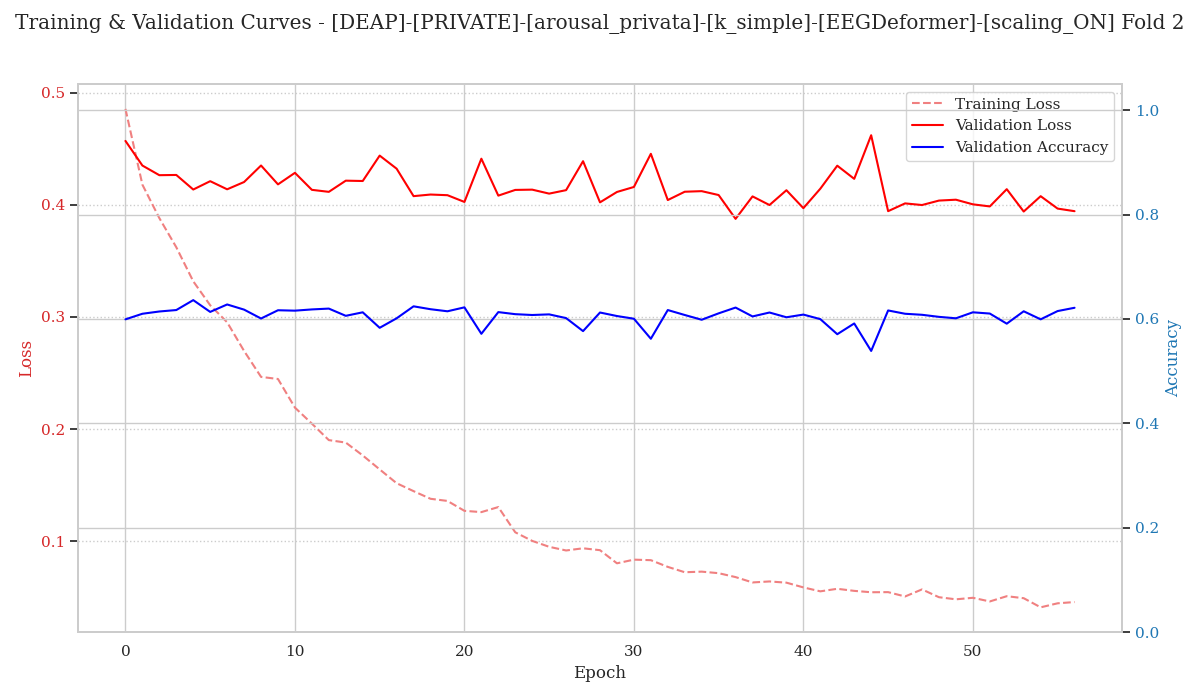 Training & Validation Curves - [DEAP]-[PRIVATE]-[arousal_privata]-[k_simple]-[EEGDeformer]-[scaling_ON] Fold 2
Training Loss
Validation Loss
Validation Accuracy
0.5
0.4
0.3
0.2
0.1
Loss
1.0
0.8
0.6
0.4
0.2
0.0
Accuracy
0
10
20
30
40
50
Epoch